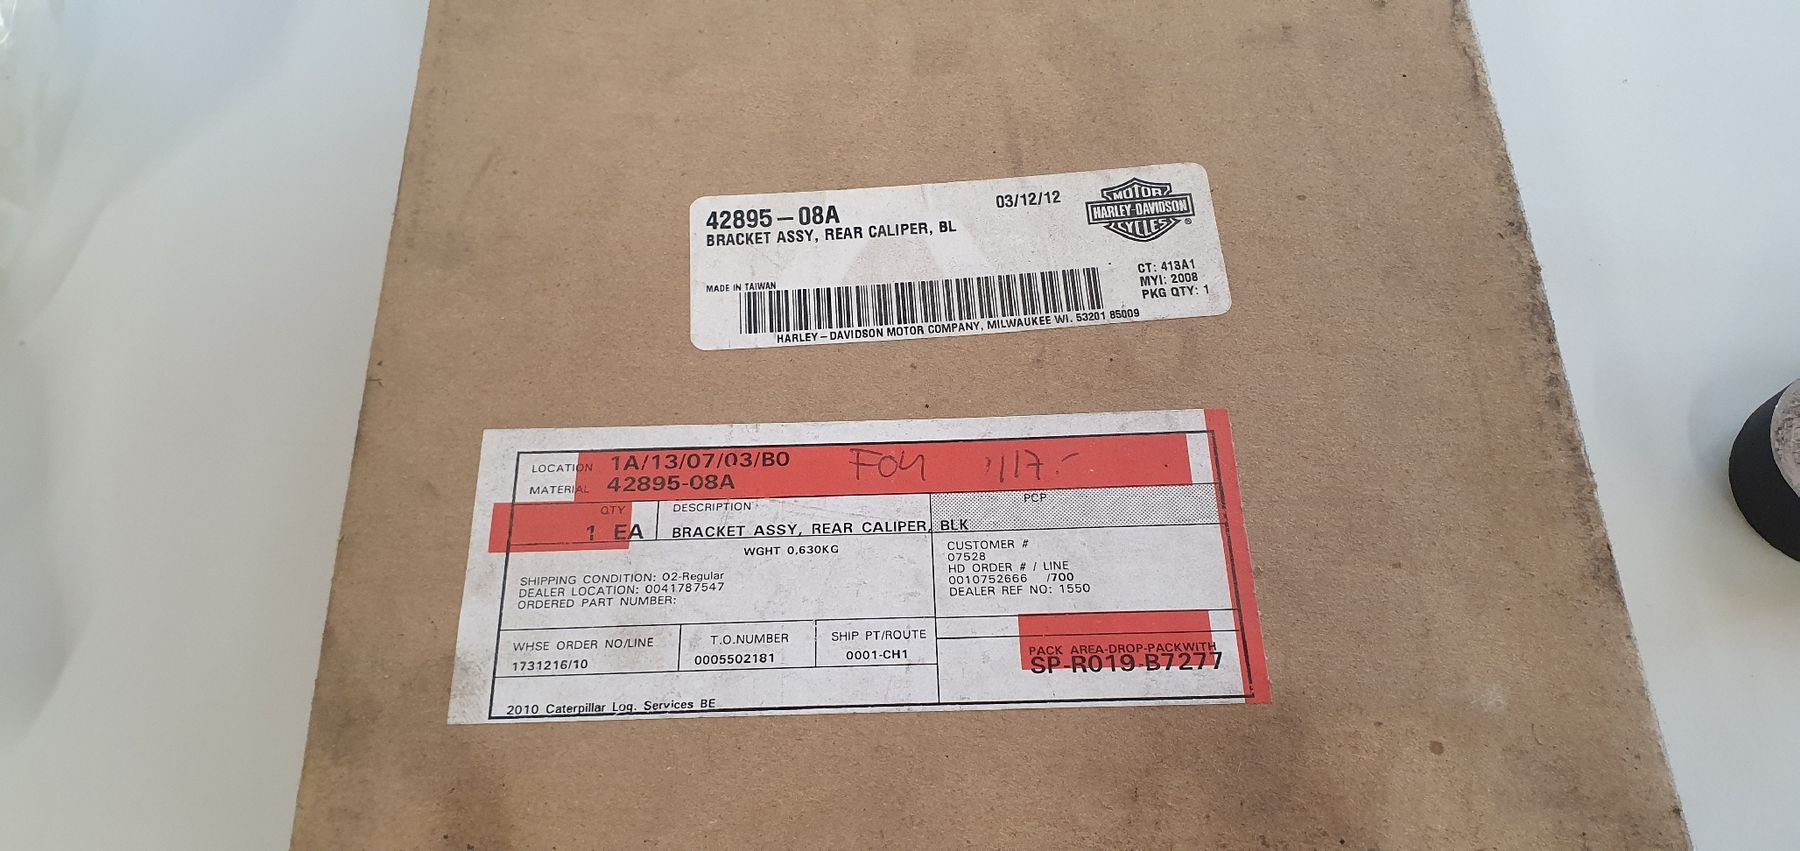 42895-08A
03/12/12
BRACKET ASSY, REAR CALIPER, BL
MOTOR
HARLEY-DAVIDSON
CYCLES
®
MADE IN TAIWAN
CT: 413A1
MYI: 2008
PKG QTY: 1
HARLEY-DAVIDSON MOTOR COMPANY, MILWAUKEE WI. 53201 85009
LOCATION 1A/13/07/03/B0
MATERIAL 42895-08A
QTY
1 EA
DESCRIPTION
BRACKET ASSY, REAR CALIPER, BLK
PCP
WGHT 0,630KG
SHIPPING CONDITION: 02-Regular
DEALER LOCATION: 0041787547
ORDERED PART NUMBER:
CUSTOMER #
07528
HD ORDER # / LINE
0010752666 /700
DEALER REF NO: 1550
WHSE ORDER NO/LINE
1731216/10
T.O.NUMBER
0005502181
SHIP PT/ROUTE
0001-CH1
PACK AREA-DROP-PACKWITH
SP-R019-B7277
2010 Caterpillar Log. Services BE